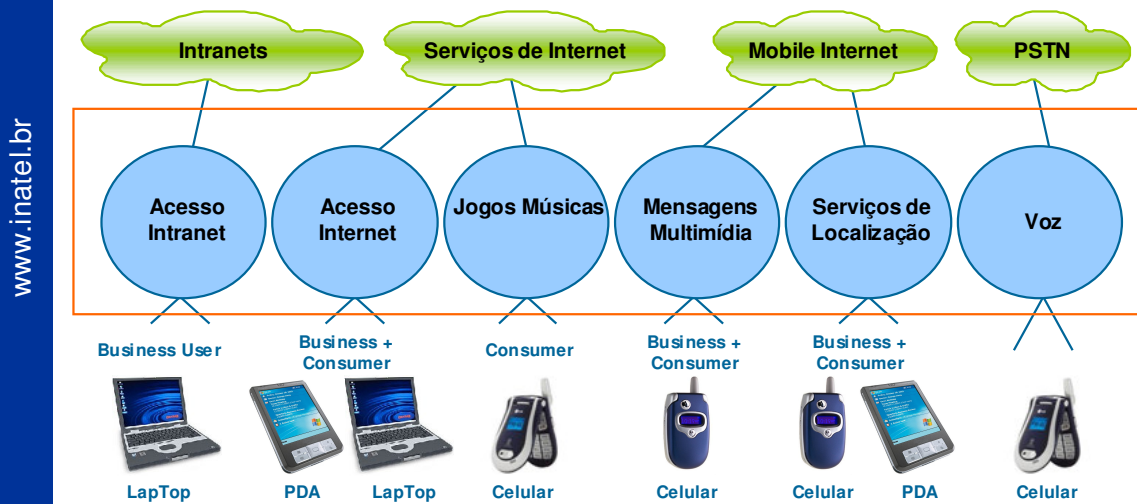 www.inatel.br
Intranets
Serviços de Internet
Mobile Internet
PSTN
Acesso
Intranet
Acesso
Internet
Jogos Músicas
Mensagens
Multimídia
Serviços de
Localização
Voz
Business User
Business +
Consumer
Consumer
Business +
Consumer
Business +
Consumer
LapTop
PDA
LapTop
Celular
Celular
Celular
PDA
Celular